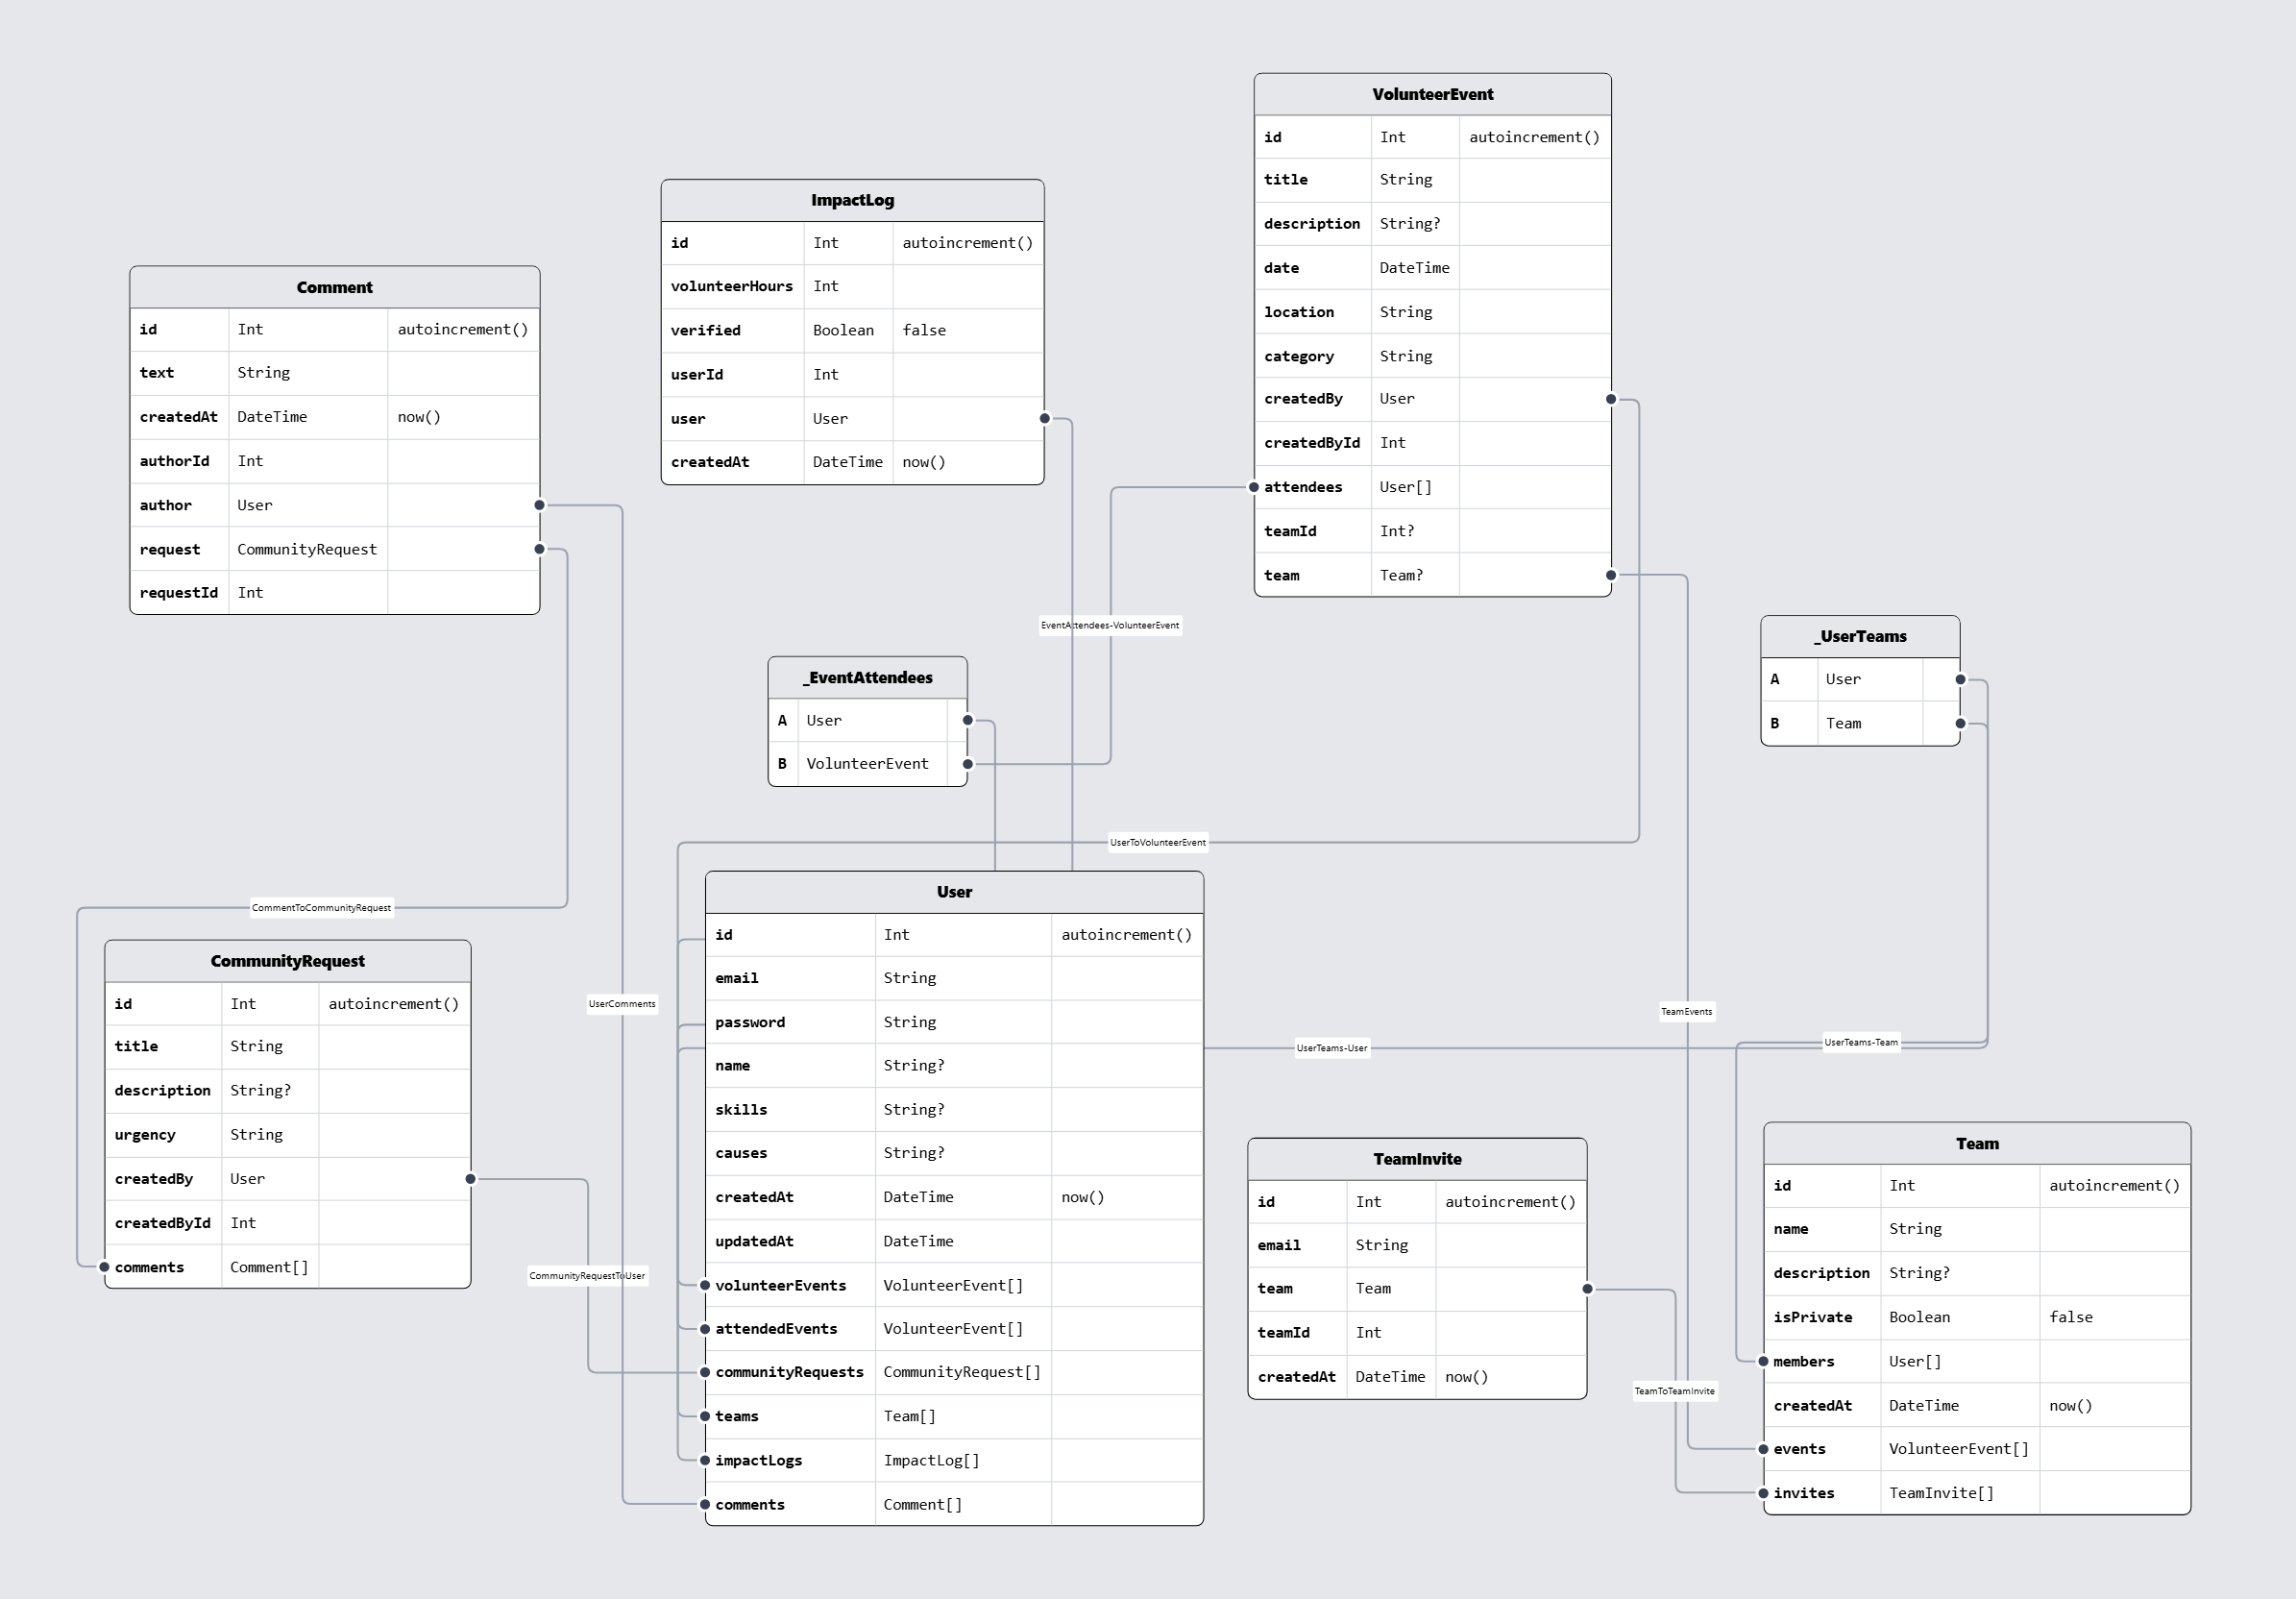 VolunteerEvent
id Int autoincrement()
title String
description String?
date DateTime
location String
category String
createdBy User
createdById Int
attendees User[]
teamId Int?
team Team?
ImpactLog
id Int autoincrement()
volunteerHours Int
verified Boolean false
userId Int
user User
createdAt DateTime now()
Comment
id Int autoincrement()
text String
createdAt DateTime now()
authorId Int
author User
request CommunityRequest
requestId Int
EventAttendees-VolunteerEvent
_UserTeams
A User
B Team
_EventAttendees
A User
B VolunteerEvent
UserToVolunteerEvent
CommentToCommunityRequest
User
id Int autoincrement()
email String
password String
name String?
skills String?
causes String?
createdAt DateTime now()
updatedAt DateTime
volunteerEvents VolunteerEvent[]
attendedEvents VolunteerEvent[]
communityRequests CommunityRequest[]
teams Team[]
impactLogs ImpactLog[]
comments Comment[]
CommunityRequest
id Int autoincrement()
title String
description String?
urgency String
createdBy User
createdById Int
comments Comment[]
UserComments
CommunityRequestToUser
TeamEvents
UserTeams-User
UserTeams-Team
TeamInvite
id Int autoincrement()
email String
team Team
teamId Int
createdAt DateTime now()
Team
id Int autoincrement()
name String
description String?
isPrivate Boolean false
members User[]
createdAt DateTime now()
events VolunteerEvent[]
invites TeamInvite[]
TeamToTeamInvite